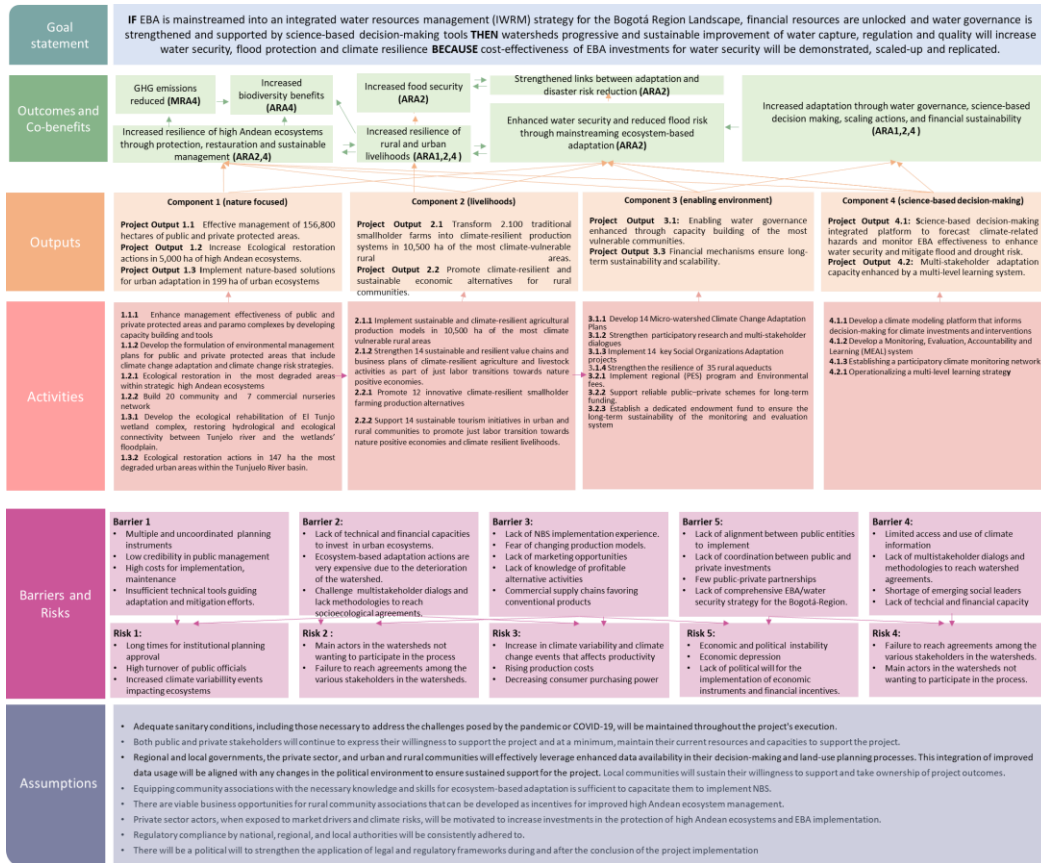 Goal statement
IF EBA is mainstreamed into an integrated water resources management (IWRM) strategy for the Bogotá Region Landscape, financial resources are unlocked and water governance is
strengthened and supported by science-based decision-making tools THEN watersheds progressive and sustainable improvement of water capture, regulation and quality will increase
water security, flood protection and climate resilience BECAUSE cost-effectiveness of EBA investments for water security will be demonstrated, scaled-up and replicated.
Outcomes and
Co-benefits
GHG emissions
reduced (MRA4)
Increased
biodiversity benefits
(ARA4)
Increased food security
(ARA2)
Strengthened links between adaptation and
disaster risk reduction (ARA2)
Increased resilience of high Andean ecosystems
through protection, restauration and sustainable
management (ARA2,4)
Increased resilience of
rural and urban
livelihoods (ARA1,2,4 )
Enhanced water security and reduced flood risk
through mainstreaming ecosystem-based
adaptation (ARA2)
Increased adaptation through water governance, science-based
decision making, scaling actions, and financial sustainability
(ARA1,2,4 )
Outputs
Component 1 (nature focused)
Project Output 1.1 Effective management of 156,800
hectares of public and private protected areas.
Project Output 1.2 Increase Ecological restoration
actions in 5,000 ha of high Andean ecosystems.
Project Output 1.3 Implement nature-based solutions
for urban adaptation in 199 ha of urban ecosystems
Component 2 (livelihoods)
Project Output 2.1 Transform 2.100 traditional
smallholder farms into climate-resilient production
systems in 10,500 ha of the most climate-vulnerable
rural areas.
Project Output 2.2 Promote climate-resilient and
sustainable economic alternatives for rural
communities.
Component 3 (enabling environment)
Project Output 3.1: Enabling water governance
enhanced through capacity building of the most
vulnerable communities.
Project Output 3.3: Financial mechanisms ensure long-
term sustainability and scalability.
Component 4 (science-based decision-making)
Project Output 4.1: Science-based decision-making
integrated platform to forecast climate-related
hazards and monitor EBA effectiveness to enhance
water security and mitigate flood and drought risk.
Project Output 4.2: Multi-stakeholder adaptation
capacity enhanced by a multi-level learning system.
Activities
1.1.1 Enhance management effectiveness of public and
private protected areas and paramo complexes by developing
capacity building and tools
1.1.2 Develop the formulation of environmental management
plans for public and private protected areas that include
climate change adaptation and climate change risk strategies.
1.2.1 Ecological restoration in the most degraded areas within
within strategic high Andean ecosystems
1.2.2 Build 20 community and 7 commercial nurseries
network
1.3.1 Develop the ecological rehabilitation of El Tunjo
wetland complex, restoring hydrological and ecological
connectivity between Tunjelo river and the wetlands'
floodplain.
1.3.2 Ecological restoration actions in 147 ha the most
degraded urban areas within the Tunjuelo River basin.
2.1.1 Implement sustainable and climate-resilient agricultural
production models in 10,500 ha of the most climate
vulnerable rural areas
2.1.2 Strengthen 14 sustainable and resilient value chains and
business plans of climate-resilient agriculture and livestock
activities as part of just labor transitions towards nature
positive economies.
2.2.1 Promote 12 innovative climate-resilient smallholder
farming production alternatives
2.2.2 Support 14 sustainable tourism initiatives in urban and
rural communities to promote just labor transition towards
nature positive economies and climate resilient livelihoods.
3.1.1 Develop 14 Micro-watershed Climate Change Adaptation
Plans
3.1.2 Strengthen participatory research and multi-stakeholder
dialogues
3.1.3 Implement 14 key Social Organizations Adaptation
projects
3.1.4 Strengthen the resilience of 35 rural aqueducts
3.2.1 Implement regional (PES) program and Environmental
fees.
3.2.2 Support reliable public–private schemes for long-term
funding.
3.2.3 Establish a dedicated endowment fund to ensure the
long-term sustainability of the monitoring and evaluation
system
4.1.1 Develop a climate modeling platform that informs
decision-making for climate investments and interventions
4.1.2 Develop a Monitoring, Evaluation, Accountability and
Learning (MEAL) system
4.1.3 Establishing a participatory climate monitoring network
4.2.1 Operationalizing a multi-level learning strategy
Barriers and
Risks
Barrier 1
• Multiple and uncoordinated planning
instruments
• Low credibility in public management
• High costs for implementation,
maintenance
• Insufficient technical tools guiding
adaptation and mitigation efforts.
Barrier 2:
• Lack of technical and financial capacities
to invest in urban ecosystems.
• Ecosystem-based adaptation actions are
very expensive due to the deterioration
of the watershed.
• Challenge multistakeholder dialogs and
lack methodologies to reach
socioecological agreements.
Barrier 3:
• Lack of NBS implementation experience.
• Fear of changing production models.
• Lack of marketing opportunities
• Lack of knowledge of profitable
alternative activities
• Commercial supply chains favoring
conventional products
Barrier 5:
• Lack of alignment between public entities
to implement
• Lack of coordination between public and
private investments
• Few public-private partnerships
• Lack of comprehensive EBA/water
security strategy for the Bogotá-Region.
Barrier 4:
• Limited access and use of climate
information
• Lack of multistakeholder dialogs and
methodologies to reach watershed
agreements.
• Shortage of emerging social leaders
• Lack of techcial and financial capacity
Risk 1:
• Long times for institutional planning
approval
• High turnover of public officials
• Increased climate variability events
impacting ecosystems
Risk 2 :
• Main actors in the watersheds not
wanting to participate in the process
• Failure to reach agreements among the
various stakeholders in the watersheds.
Risk 3:
• Increase in climate variability and climate
change events that affects productivity
• Rising production costs
• Decreasing consumer purchasing power
Risk 5:
• Economic and political instability
• Economic depression
• Lack of political will for the
implementation of economic
instruments and financial incentives.
Risk 4:
• Failure to reach agreements among the
various stakeholders in the watersheds.
• Main actors in the watersheds not
wanting to participate in the process.
Assumptions
• Adequate sanitary conditions, including those necessary to address the challenges posed by the pandemic or COVID-19, will be maintained throughout the project's execution.
• Both public and private stakeholders will continue to express their willingness to support the project and at a minimum, maintain their current resources and capacities to support the project.
• Regional and local governments, the private sector, and urban and rural communities will effectively leverage enhanced data availability in their decision-making and land-use planning processes. This integration of improved
data usage will be aligned with any changes in the political environment to ensure sustained support for the project. Local communities will sustain their willingness to support and take ownership of project outcomes.
• Equipping community associations with the necessary knowledge and skills for ecosystem-based adaptation is sufficient to capacitate them to implement NBS.
• There are viable business opportunities for rural community associations that can be developed as incentives for improved high Andean ecosystem management.
• Private sector actors, when exposed to market drivers and climate risks, will be motivated to increase investments in the protection of high Andean ecosystems and EBA implementation.
• Regulatory compliance by national, regional, and local authorities will be consistently adhered to.
• There will be a political will to strengthen the application of legal and regulatory frameworks during and after the conclusion of the project implementation